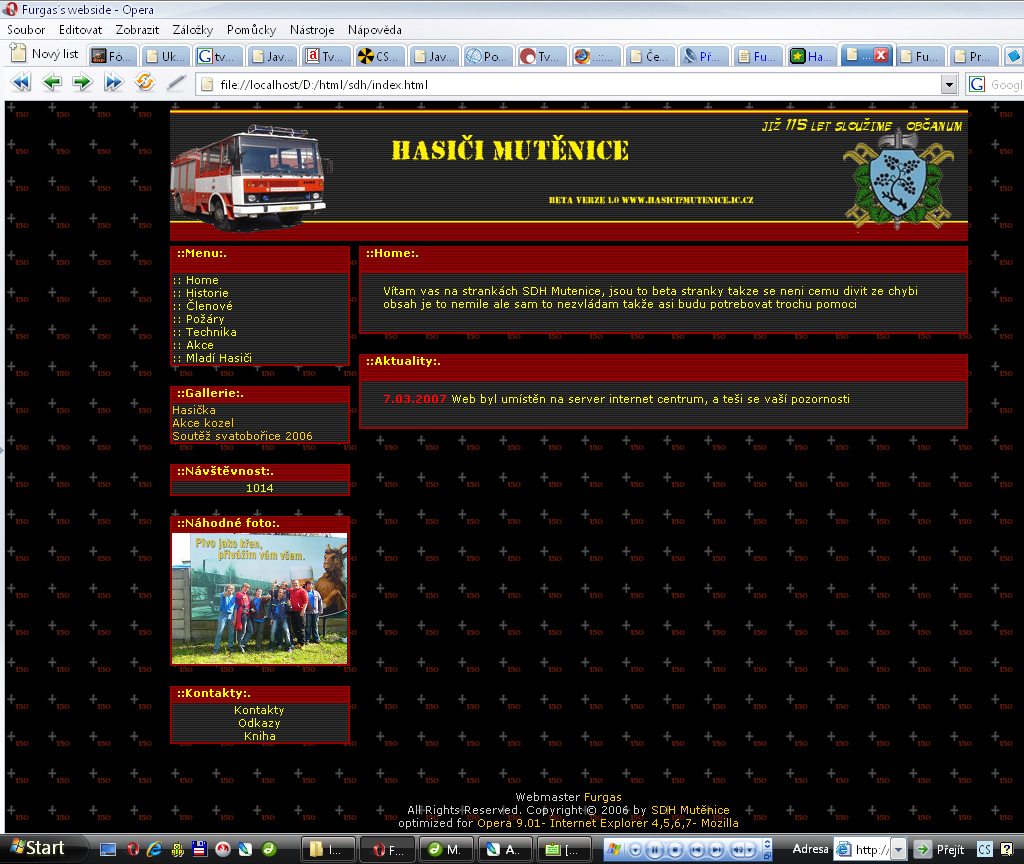 Furgas's webside - Opera
Soubor Editovat Zobrazit Záložky Pomůcky Nástroje Nápověda
Nový list Fó... Uk... tv... Jav... Tv... CS... Jav... Po... Tv... ..::... Če... Př... Fu... Ha... ... Fu... Pr...
file://localhost/D:/html/sdh/index.html Googl
JIŽ 115 LET SLOUŽIME OBČANUM
HASIČI MUTĚNICE
BETA VERZE 1.0 WWW.HASICI?MUTENICE.IC.CZ
::Menu:.
:: Home
:: Historie
:: Členové
:: Požáry
:: Technika
:: Akce
:: Mladí Hasiči
::Home:.
Vítam vas na strankách SDH Mutenice, jsou to beta stranky takze se neni cemu divit ze chybi
obsah je to nemile ale sam to nezvládam takže asi budu potrebovat trochu pomoci
::Aktuality:.
7.03.2007 Web byl umístěn na server internet centrum, a teši se vaší pozornosti
::Gallerie:.
Hasička
Akce kozel
Soutěž svatobořice 2006
::Návštěvnost:.
1014
::Náhodné foto:.
Pivo jako křen,
přivážím vám všem.
::Kontakty:.
Kontakty
Odkazy
Kniha
Webmaster Furgas
All Rights Reserved. Copyright © 2006 by SDH Mutěnice
optimized for Opera 9.01- Internet Explorer 4,5,6,7- Mozilla
Start I... F... M. A.. [... Adresa http:/ Přejít CS